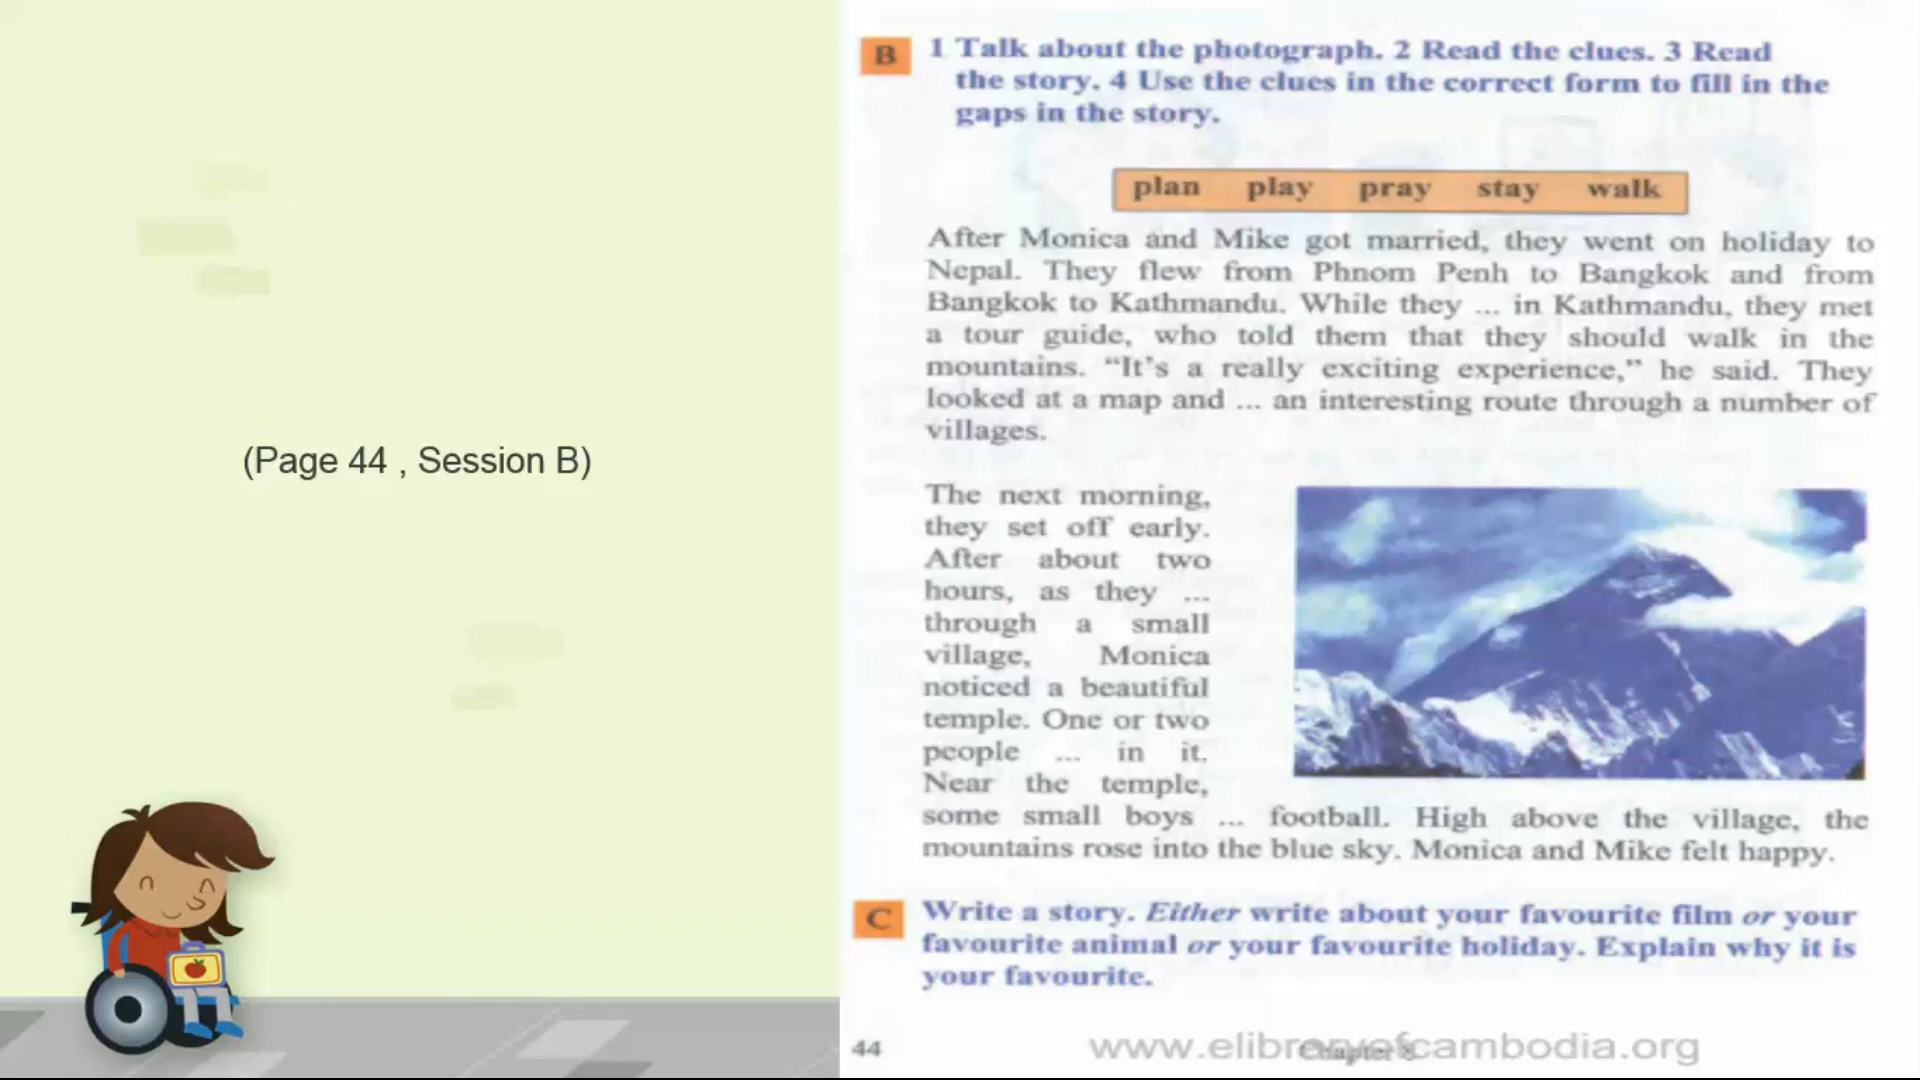 (Page 44 , Session B)
B 1 Talk about the photograph. 2 Read the clues. 3 Read
the story. 4 Use the clues in the correct form to fill in the
gaps in the story.
plan play pray stay walk
After Monica and Mike got married, they went on holiday to
Nepal. They flew from Phnom Penh to Bangkok and from
Bangkok to Kathmandu. While they ... in Kathmandu, they met
a tour guide, who told them that they should walk in the
mountains. “It’s a really exciting experience,” he said. They
looked at a map and ... an interesting route through a number of
villages.
The next morning,
they set off early.
After about two
hours, as they ...
through a small
village, Monica
noticed a beautiful
temple. One or two
people ... in it.
Near the temple,
some small boys ... football. High above the village, the
mountains rose into the blue sky. Monica and Mike felt happy.
C Write a story. Either write about your favourite film or your
favourite animal or your favourite holiday. Explain why it is
your favourite.
44
www.elibraryofcambodia.org